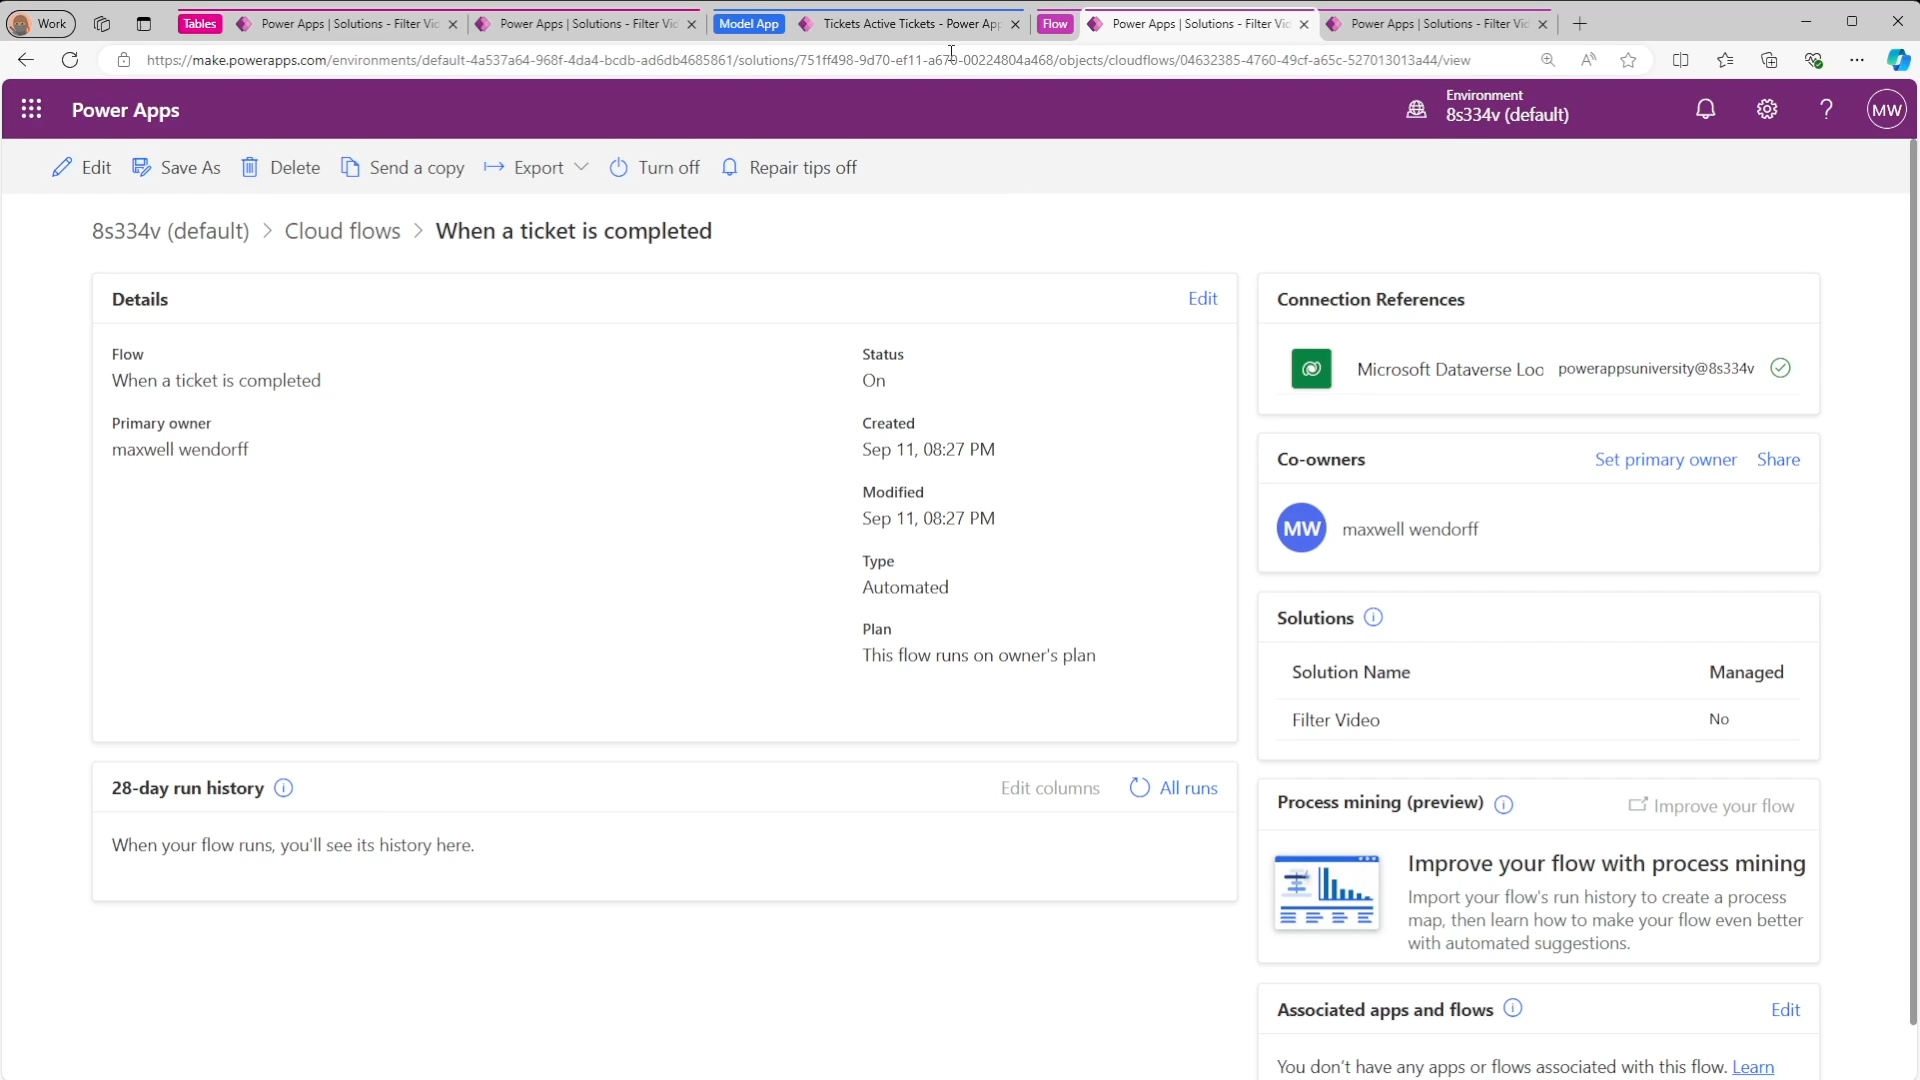 Work
Tables
Power Apps | Solutions - Filter Vic
Power Apps | Solutions - Filter Vic
Model App
Tickets Active Tickets - Power App
Flow
Power Apps | Solutions - Filter Vic
Power Apps | Solutions - Filter Vic
https://make.powerapps.com/environments/default-4a537a64-968f-4da4-bcdb-ad6db4685861/solutions/751ff498-9d70-ef11-a670-00224804a468/objects/cloudflows/04632385-4760-49cf-a65c-527013013a44/view
Power Apps
Environment
8s334v (default)
MW
Edit
Save As
Delete
Send a copy
Export
Turn off
Repair tips off
8s334v (default) > Cloud flows > When a ticket is completed
Details
Edit
Flow
When a ticket is completed
Primary owner
maxwell wendorff
Status
On
Created
Sep 11, 08:27 PM
Modified
Sep 11, 08:27 PM
Type
Automated
Plan
This flow runs on owner's plan
28-day run history
Edit columns
All runs
When your flow runs, you'll see its history here.
Connection References
Microsoft Dataverse Loc
powerappsuniversity@8s334v
Co-owners
Set primary owner
Share
MW
maxwell wendorff
Solutions
Solution Name
Managed
Filter Video
No
Process mining (preview)
Improve your flow
Improve your flow with process mining
Import your flow's run history to create a process
map, then learn how to make your flow even better
with automated suggestions.
Associated apps and flows
Edit
You don't have any apps or flows associated with this flow. Learn